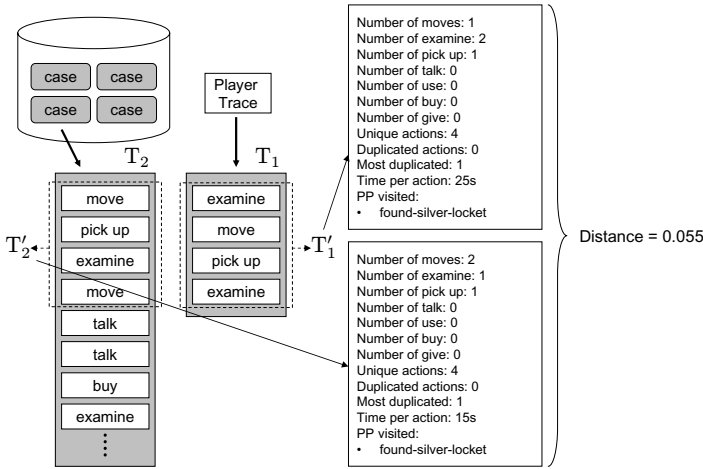 case
case
case
case
Player
Trace
T2
T1
move
pick up
examine
move
talk
talk
buy
examine
examine
move
pick up
examine
T′2
T′1
Number of moves: 1
Number of examine: 2
Number of pick up: 1
Number of talk: 0
Number of use: 0
Number of buy: 0
Number of give: 0
Unique actions: 4
Duplicated actions: 0
Most duplicated: 1
Time per action: 25s
PP visited:
• found-silver-locket
Number of moves: 2
Number of examine: 1
Number of pick up: 1
Number of talk: 0
Number of use: 0
Number of buy: 0
Number of give: 0
Unique actions: 4
Duplicated actions: 0
Most duplicated: 1
Time per action: 15s
PP visited:
• found-silver-locket
Distance = 0.055